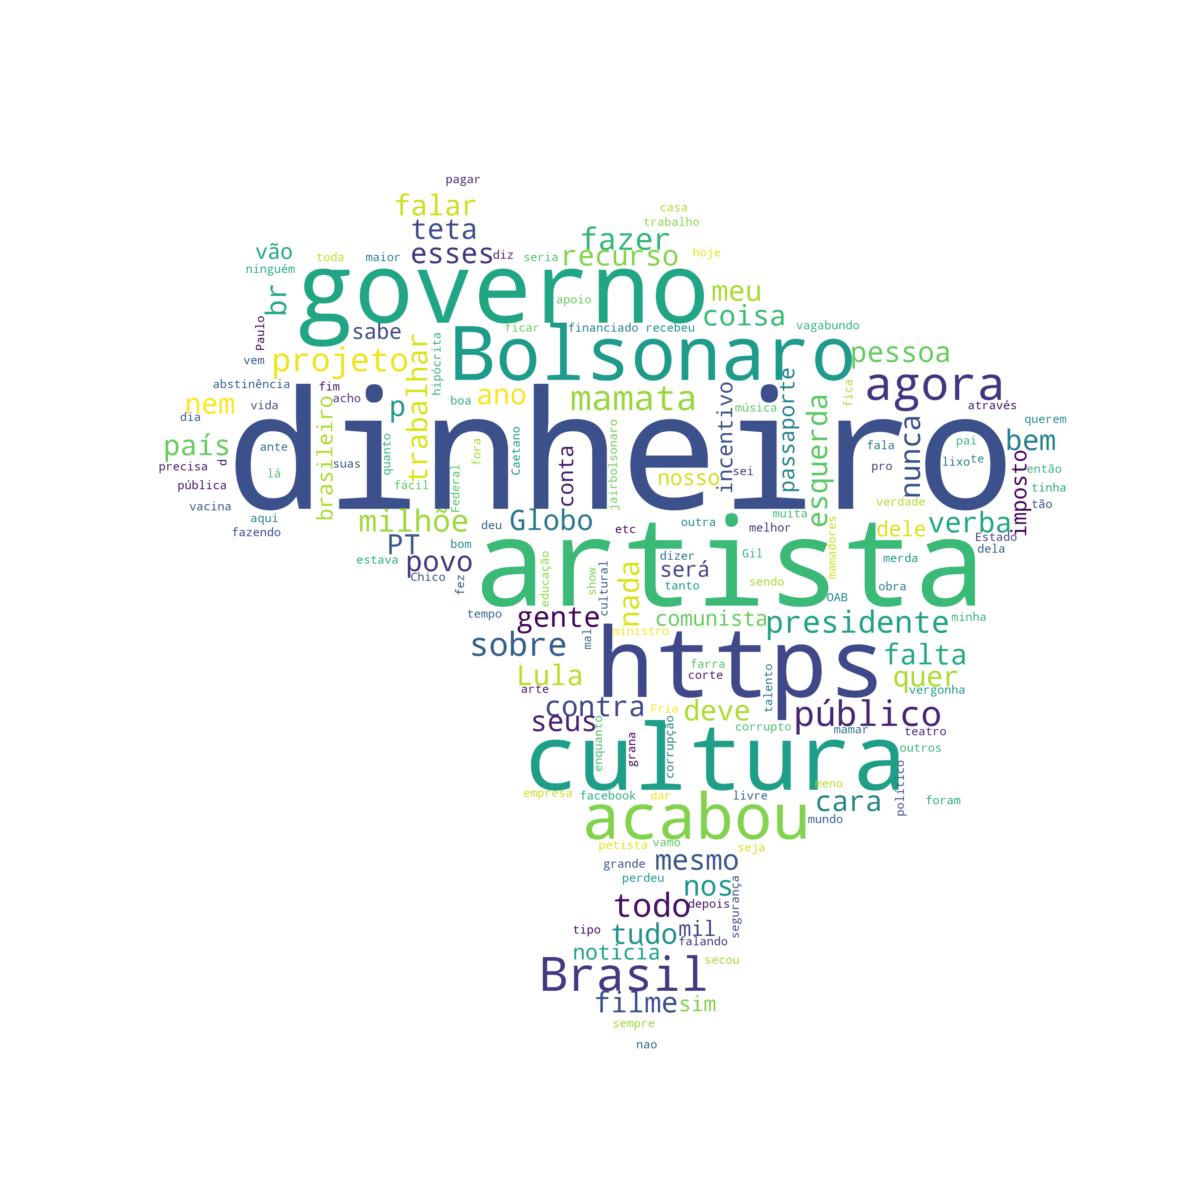 pagar
falar
casa
teta
trabalho
fazer
vão
esses
diz
seria
recurso
hoje
toda
maior
ninguém
governo
br
apoio
meu
coisa
Paulo
sabe
ficar
financiado
recebeu
vagabundo
hipócrita
Bolsonaro
pessoa
vem
projeto
trabalhar
abstinência
fim
acho
vida
boa
ano
mamata
incentivo
música
passaporte
fica
agora
através
nem
p
dia
querem
dinheiro
país
ante
brasileiro
quanto
fora
Caetano
conta
jairbolsonaro
esquerda
fala
nunca
pai
bem
precisa
d
lá
suas
fácil
Federal
nosso
sei
pro
lixo
te
então
pública
tinha
imposto
vacina
aqui
milhõe
deu
Globo
etc
outra
muita
melhor
verdade
dele
verba
tão
fazendo
PT
bom
artista
mamadores
Estado
dela
estava
povo
Chico
fez
educação
show
cultural
dizer
será
tanto
Gil
sendo
merda
obra
OAB
tempo
gente
nada
comunista
presidente
minha
sobre
mal
ministro
https
falta
Lula
arte
farra
corte
talento
quer
vergonha
contra
seus
Fria
deve
público
enquanto
grana
corrupção
corrupto
mamar
teatro
cultura
outros
político
empresa
facebook
dar
livre
meno
cara
foram
acabou
mundo
petista
vamo
seja
grande
mesmo
perdeu
nos
segurança
todo
depois
tipo
tudo
mil
falando
noticia
secou
Brasil
filme
sim
sempre
nao